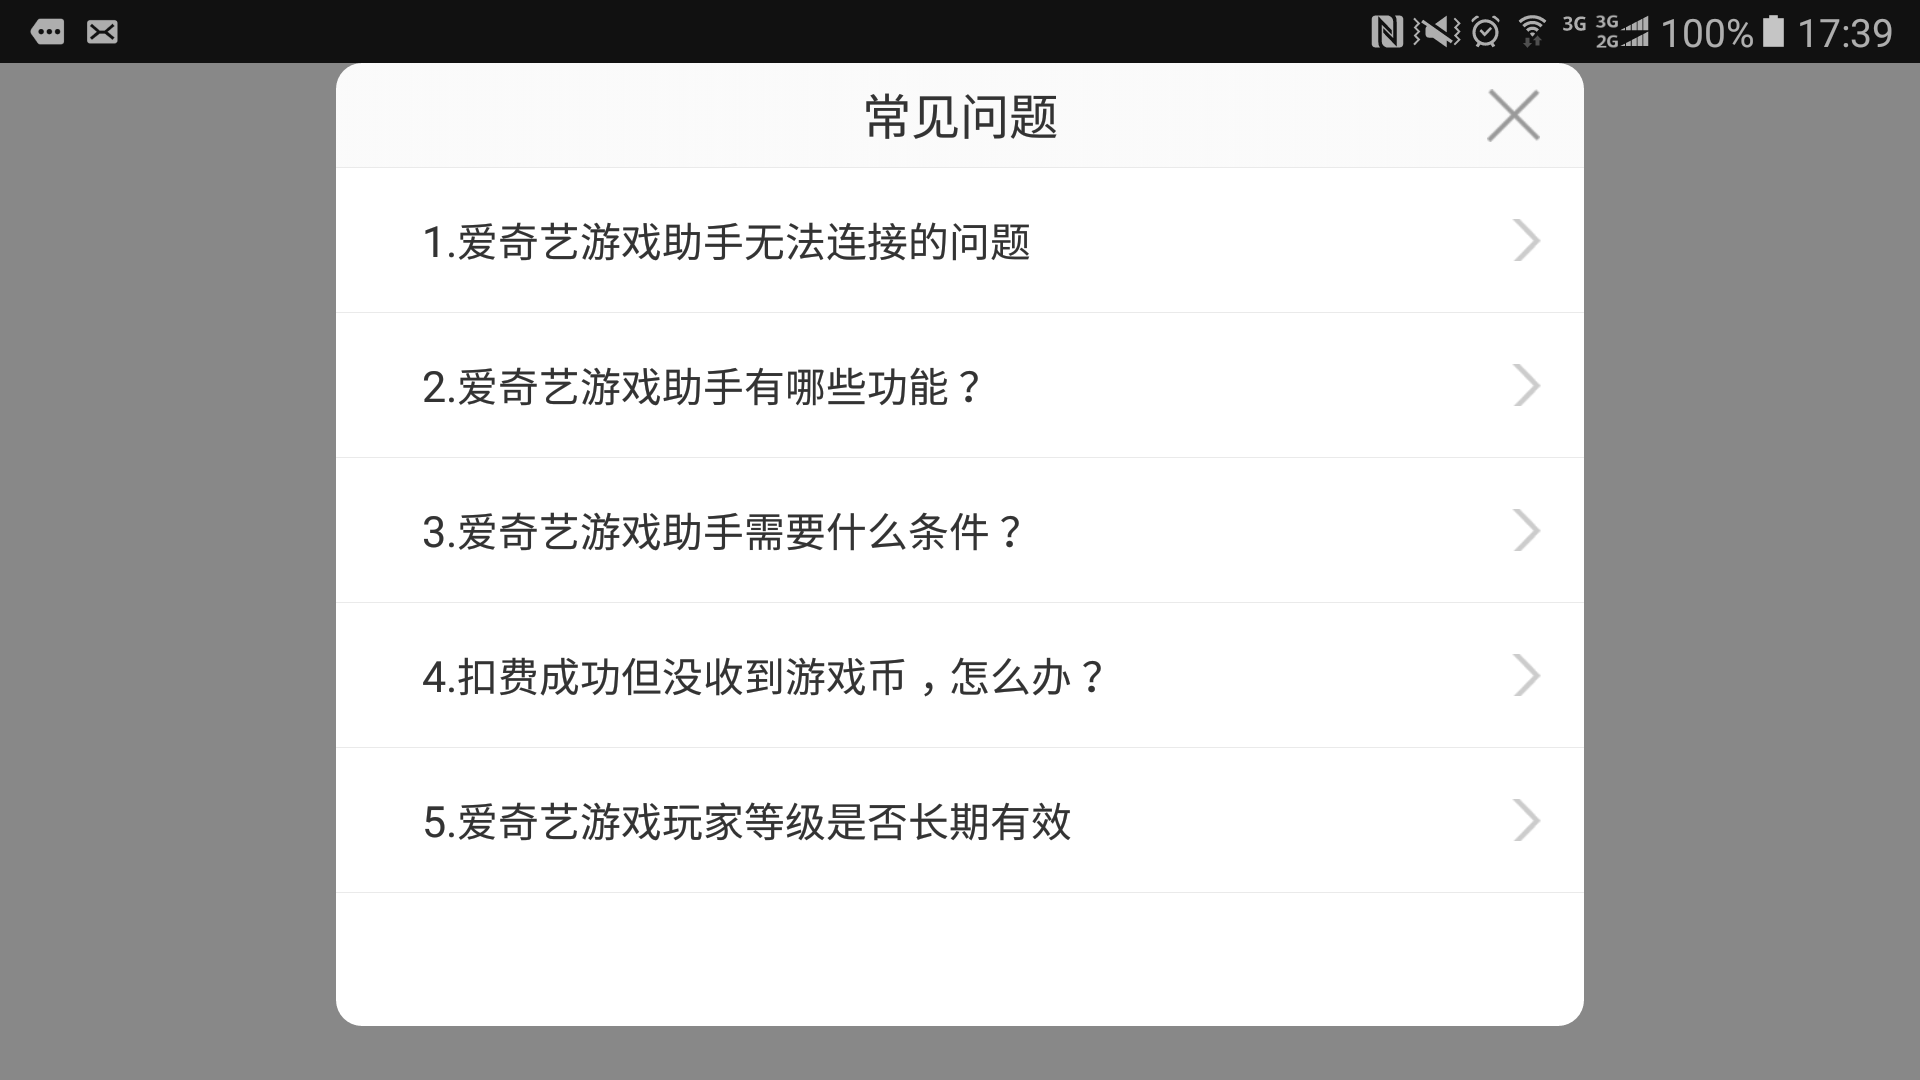 3G 3G 2G 100% 17:39
常见问题
1.爱奇艺游戏助手无法连接的问题
2.爱奇艺游戏助手有哪些功能？
3.爱奇艺游戏助手需要什么条件？
4.扣费成功但没收到游戏币，怎么办？
5.爱奇艺游戏玩家等级是否长期有效